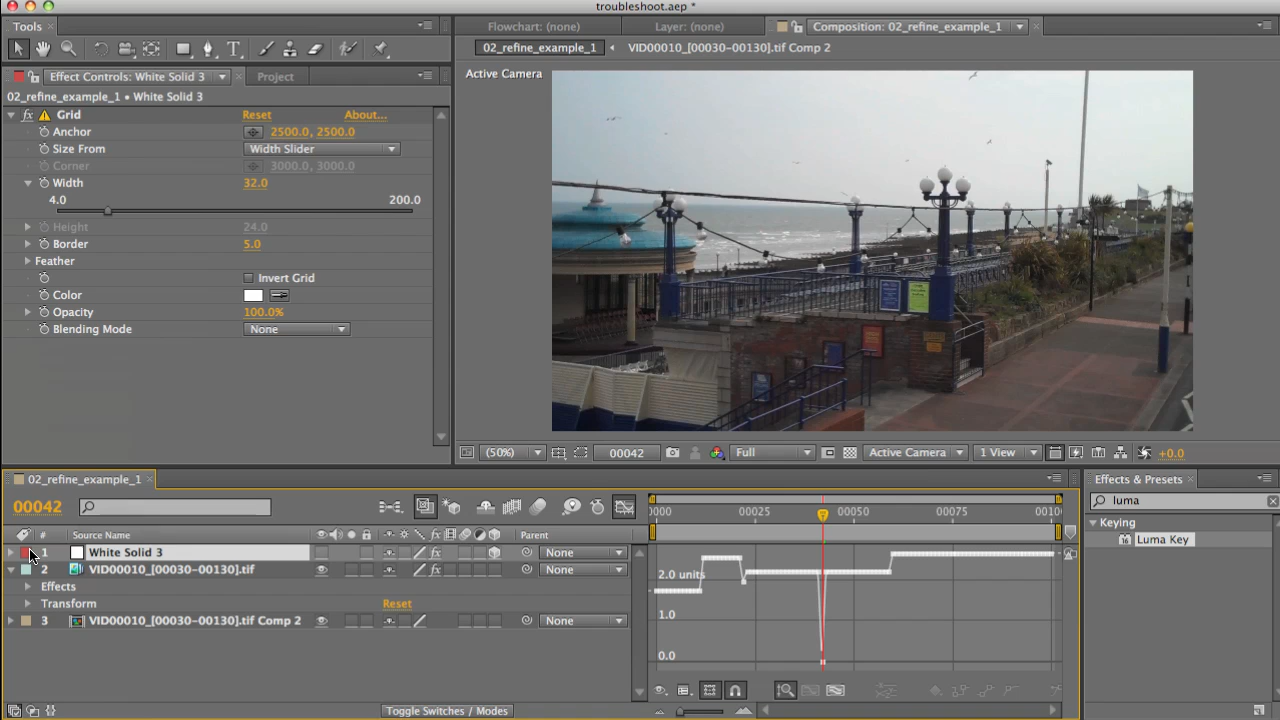 troubleshoot.aep *
Tools
Flowchart: (none)
Layer: (none)
Composition: 02_refine_example_1
02_refine_example_1
VID00010_[00030-00130].tif Comp 2
Effect Controls: White Solid 3
Project
Active Camera
02_refine_example_1 • White Solid 3
fx Grid Reset About...
Anchor 2500.0, 2500.0
Size From Width Slider
Corner 3000.0, 3000.0
Width 32.0
4.0 200.0
Height 24.0
Border 5.0
Feather
Invert Grid
Color
Opacity 100.0%
Blending Mode None
(50%) 00042 Full Active Camera 1 View +0.0
02_refine_example_1
Effects & Presets
00042
0000 00025 00050 00075 0010
luma
# Source Name fx Parent
Keying
1 White Solid 3 fx None
16 Luma Key
2 VID00010_[00030-00130].tif fx None
2.0 units
Effects
Transform Reset
1.0
3 VID00010_[00030-00130].tif Comp 2 None
0.0
Toggle Switches / Modes